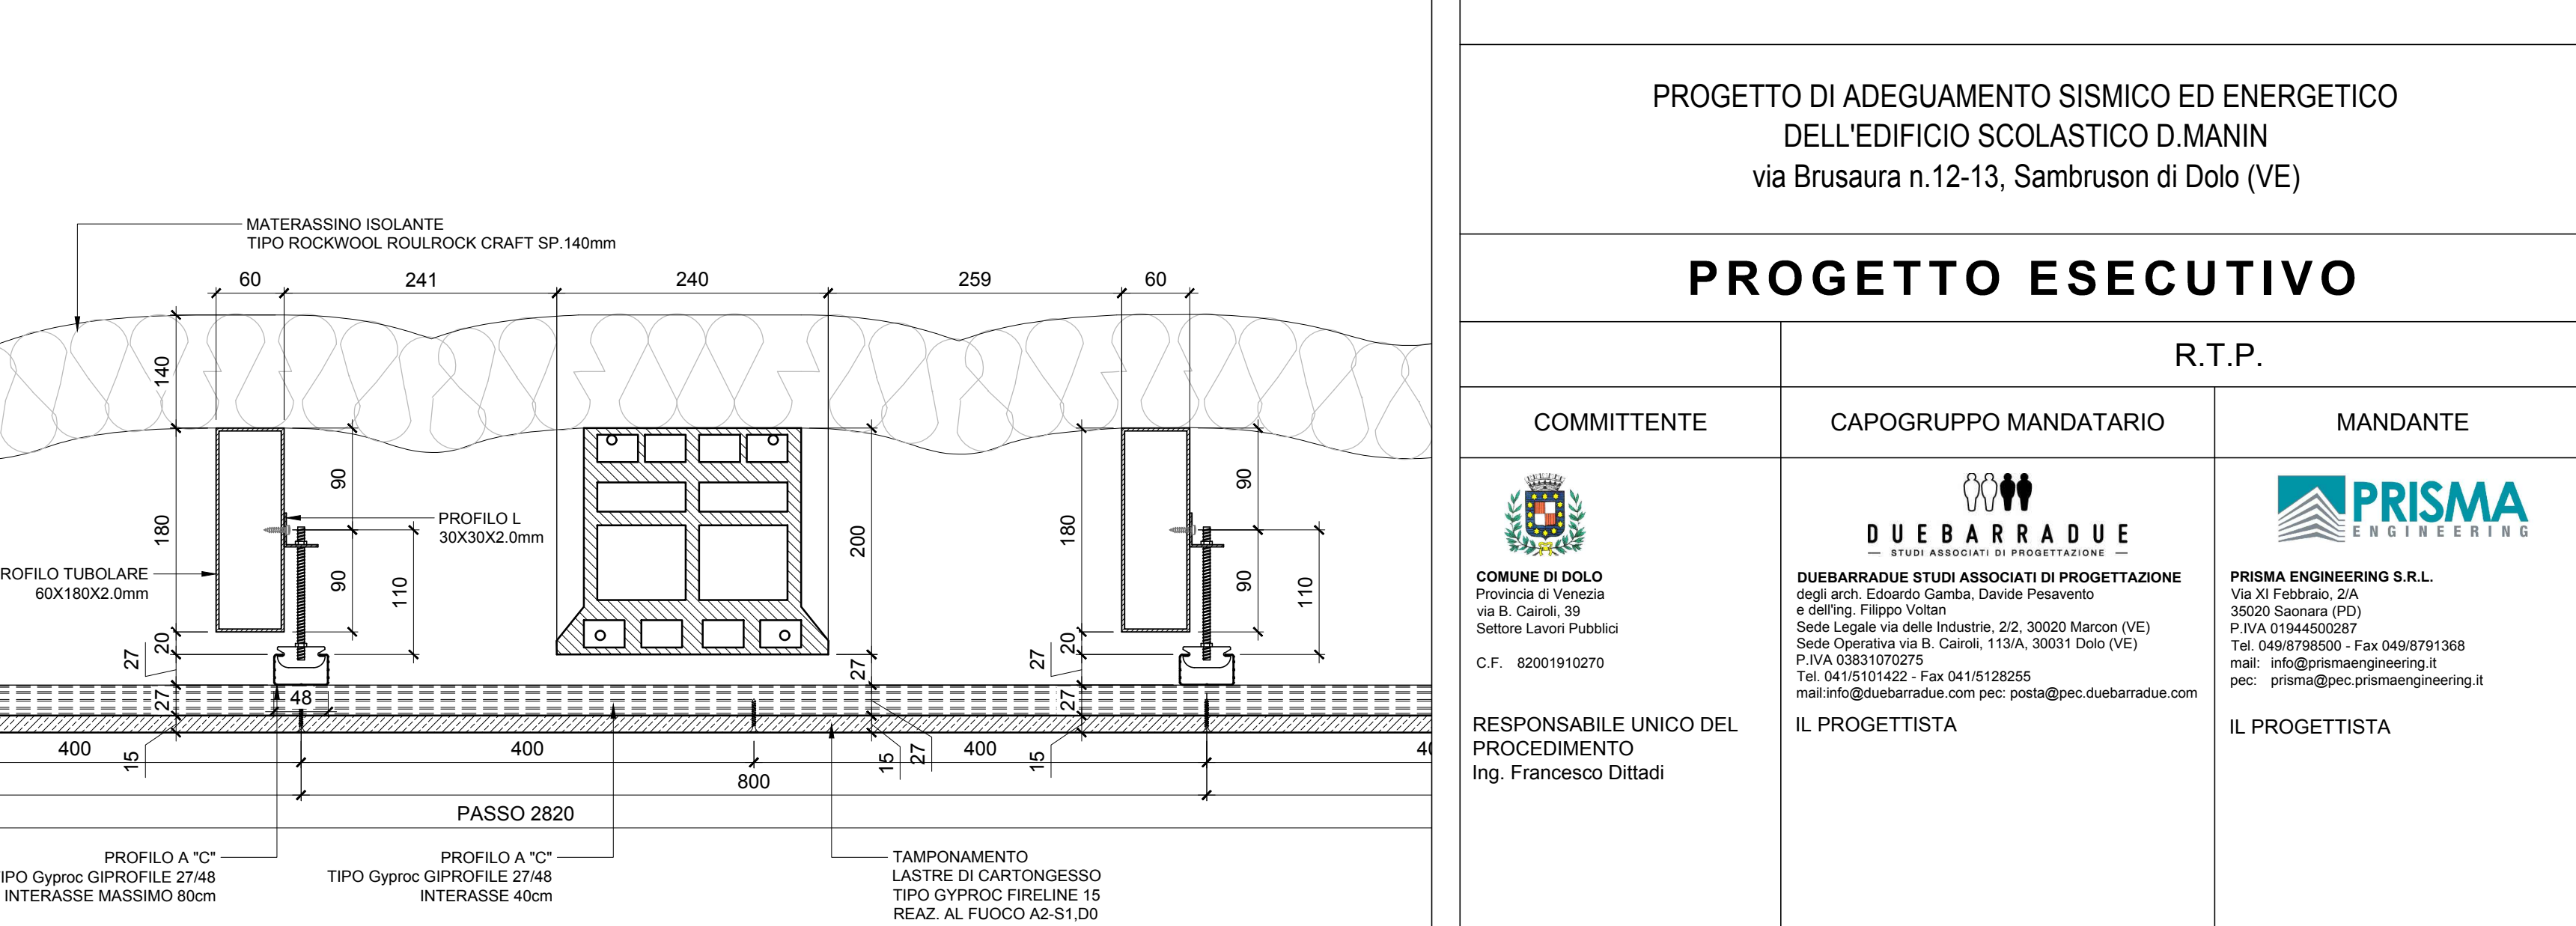 MATERASSINO ISOLANTE
TIPO ROCKWOOL ROULROCK CRAFT SP.140mm
60
241
240
259
60
140
180
90
90
110
200
180
90
90
110
PROFILO L
30X30X2.0mm
ROFILO TUBOLARE
60X180X2.0mm
20
27
27
48
27
20
27
27
400
400
400
40
15
15
27
15
800
PASSO 2820
PROFILO A "C"
IPO Gyproc GIPROFILE 27/48
INTERASSE MASSIMO 80cm
PROFILO A "C"
TIPO Gyproc GIPROFILE 27/48
INTERASSE 40cm
TAMPONAMENTO
LASTRE DI CARTONGESSO
TIPO GYPROC FIRELINE 15
REAZ. AL FUOCO A2-S1,D0
PROGETTO DI ADEGUAMENTO SISMICO ED ENERGETICO
DELL'EDIFICIO SCOLASTICO D.MANIN
via Brusaura n.12-13, Sambruson di Dolo (VE)
PROGETTO ESECUTIVO
R.T.P.
COMMITTENTE
CAPOGRUPPO MANDATARIO
MANDANTE
COMUNE DI DOLO
Provincia di Venezia
via B. Cairoli, 39
Settore Lavori Pubblici
C.F. 82001910270
RESPONSABILE UNICO DEL
PROCEDIMENTO
Ing. Francesco Dittadi
DUEBARRADUE
STUDI ASSOCIATI DI PROGETTAZIONE
DUEBARRADUE STUDI ASSOCIATI DI PROGETTAZIONE
degli arch. Edoardo Gamba, Davide Pesavento
e dell'ing. Filippo Voltan
Sede Legale via delle Industrie, 2/2, 30020 Marcon (VE)
Sede Operativa via B. Cairoli, 113/A, 30031 Dolo (VE)
P.IVA 03831070275
Tel. 041/5101422 - Fax 041/5128255
mail:info@duebarradue.com pec: posta@pec.duebarradue.com
IL PROGETTISTA
PRISMA
ENGINEERING
PRISMA ENGINEERING S.R.L.
Via XI Febbraio, 2/A
35020 Saonara (PD)
P.IVA 01944500287
Tel. 049/8798500 - Fax 049/8791368
mail: info@prismaengineering.it
pec: prisma@pec.prismaengineering.it
IL PROGETTISTA